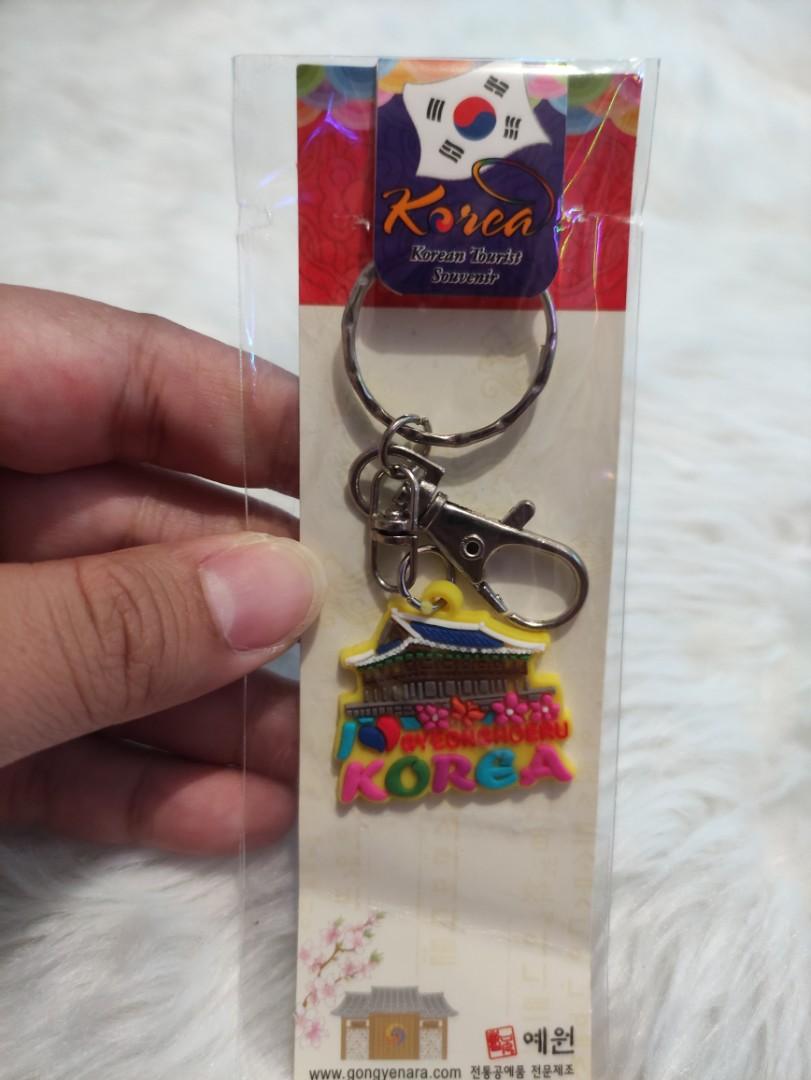 Korea
Korean Tourist
Souvenir
I
KOREA
예원
www.gongyenara.com 전통공예품 전문제조